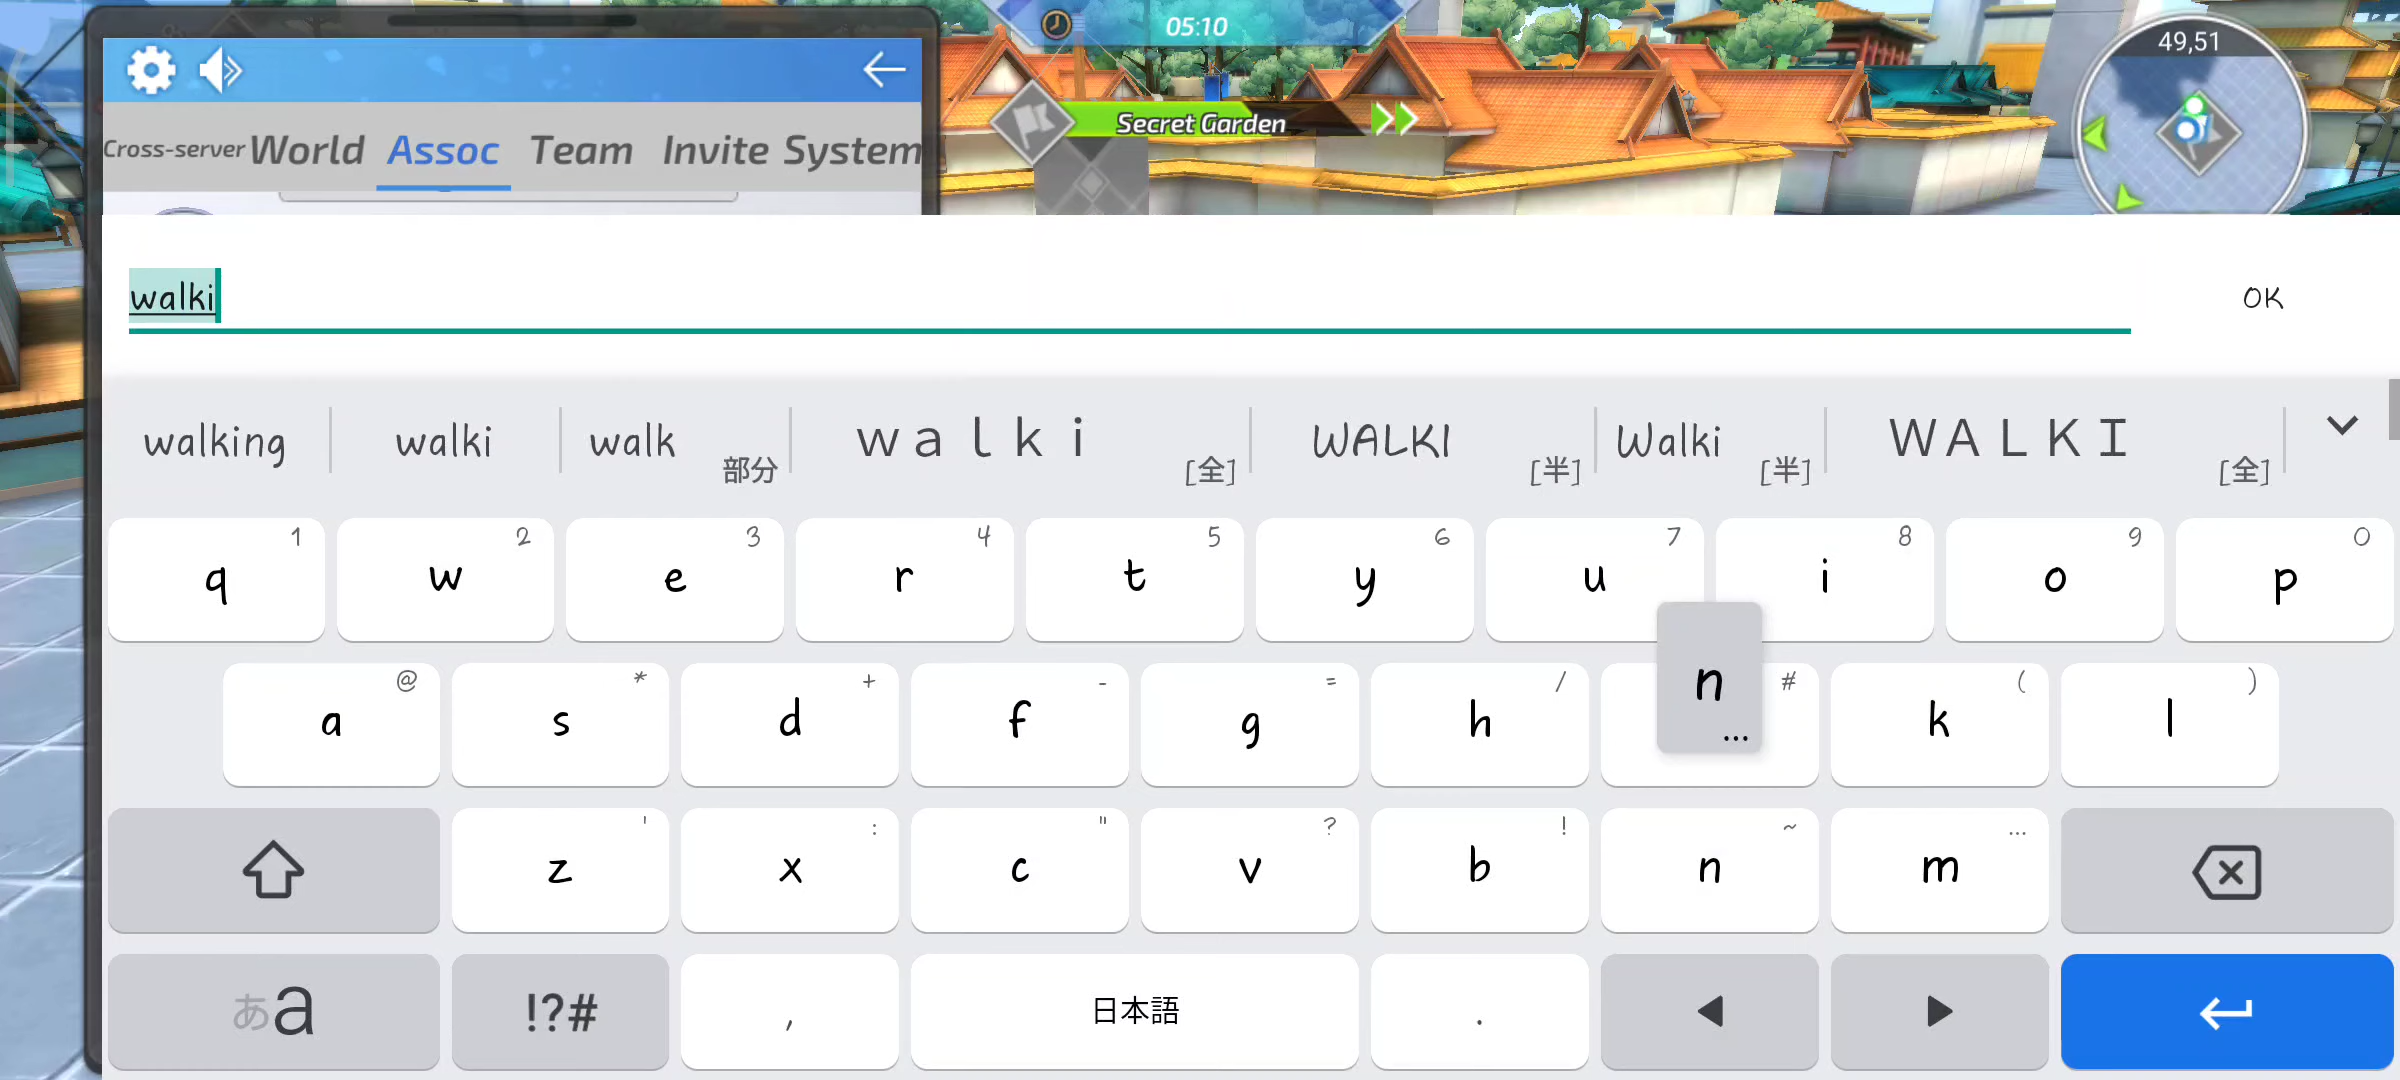 05:10
49,51
Cross-server World Assoc Team Invite System
Secret Garden
walki
OK
walking walki walk 部分 ｗａｌｋｉ [全] WALKI [半] Walki [半] ＷＡＬＫＩ [全]
1 2 3 4 5 6 7 8 9 0
q w e r t y u i o p
n
...
@ * + - = / # ( )
a s d f g h k l
' : " ? ! ~ ...
z x c v b n m
あa !?# , 日本語 .